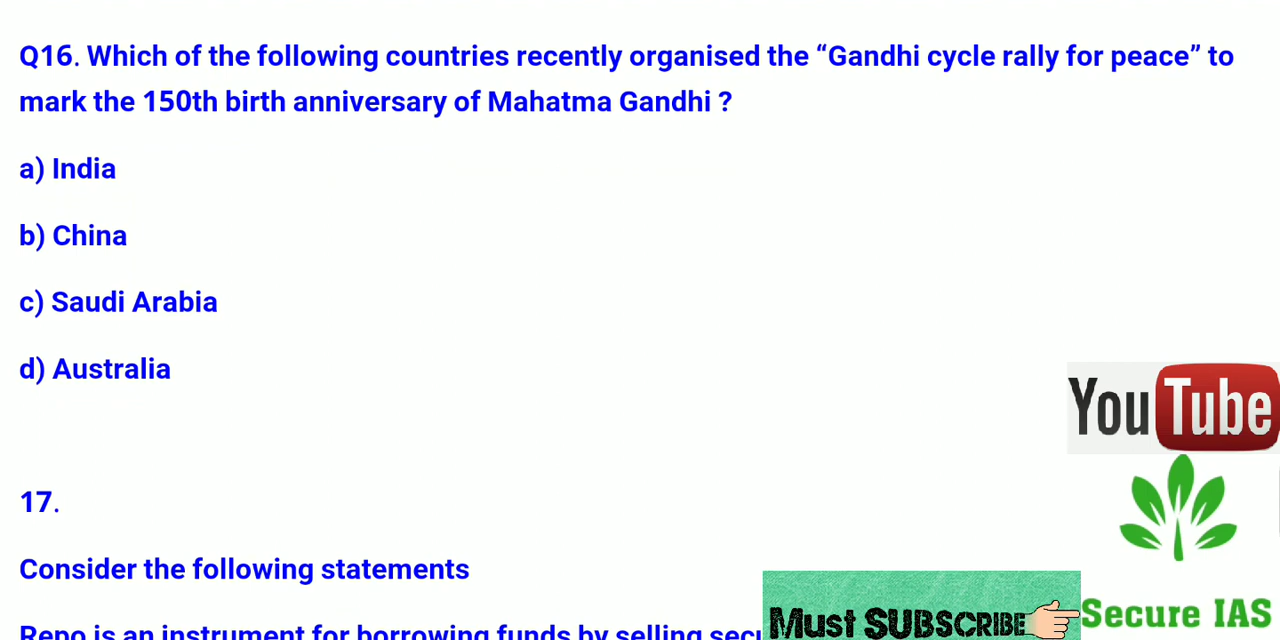 Q16. Which of the following countries recently organised the “Gandhi cycle rally for peace” to
mark the 150th birth anniversary of Mahatma Gandhi ?
a) India
b) China
c) Saudi Arabia
d) Australia
YouTube
17.
Consider the following statements
Repo is an instrument for borrowing funds by selling
Must SUBSCRIBE
Secure IAS